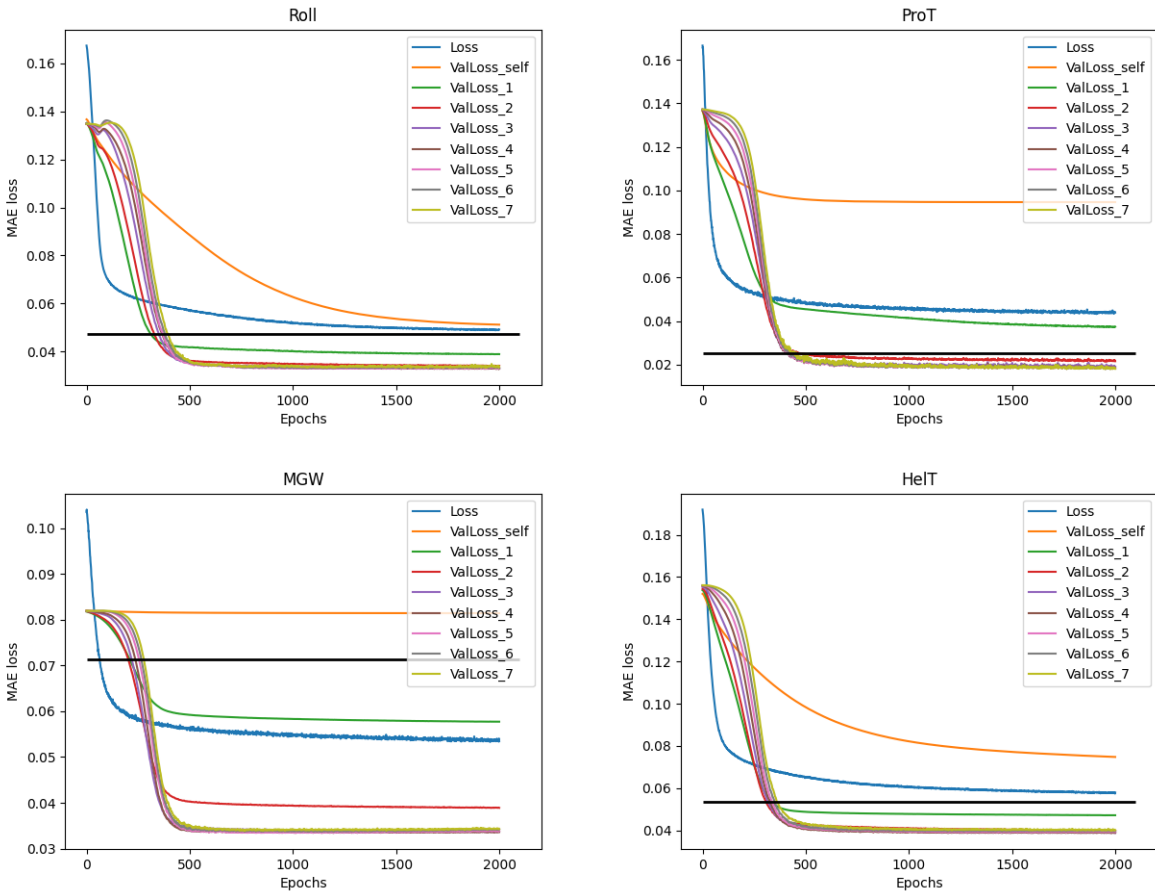 Roll
MAE loss
0.16
0.14
0.12
0.10
0.08
0.06
0.04
0
500
1000
1500
2000
Epochs
Loss
ValLoss_self
ValLoss_1
ValLoss_2
ValLoss_3
ValLoss_4
ValLoss_5
ValLoss_6
ValLoss_7
ProT
MAE loss
0.16
0.14
0.12
0.10
0.08
0.06
0.04
0.02
0
500
1000
1500
2000
Epochs
Loss
ValLoss_self
ValLoss_1
ValLoss_2
ValLoss_3
ValLoss_4
ValLoss_5
ValLoss_6
ValLoss_7
MGW
MAE loss
0.10
0.09
0.08
0.07
0.06
0.05
0.04
0.03
0
500
1000
1500
2000
Epochs
Loss
ValLoss_self
ValLoss_1
ValLoss_2
ValLoss_3
ValLoss_4
ValLoss_5
ValLoss_6
ValLoss_7
HelT
MAE loss
0.18
0.16
0.14
0.12
0.10
0.08
0.06
0.04
0
500
1000
1500
2000
Epochs
Loss
ValLoss_self
ValLoss_1
ValLoss_2
ValLoss_3
ValLoss_4
ValLoss_5
ValLoss_6
ValLoss_7